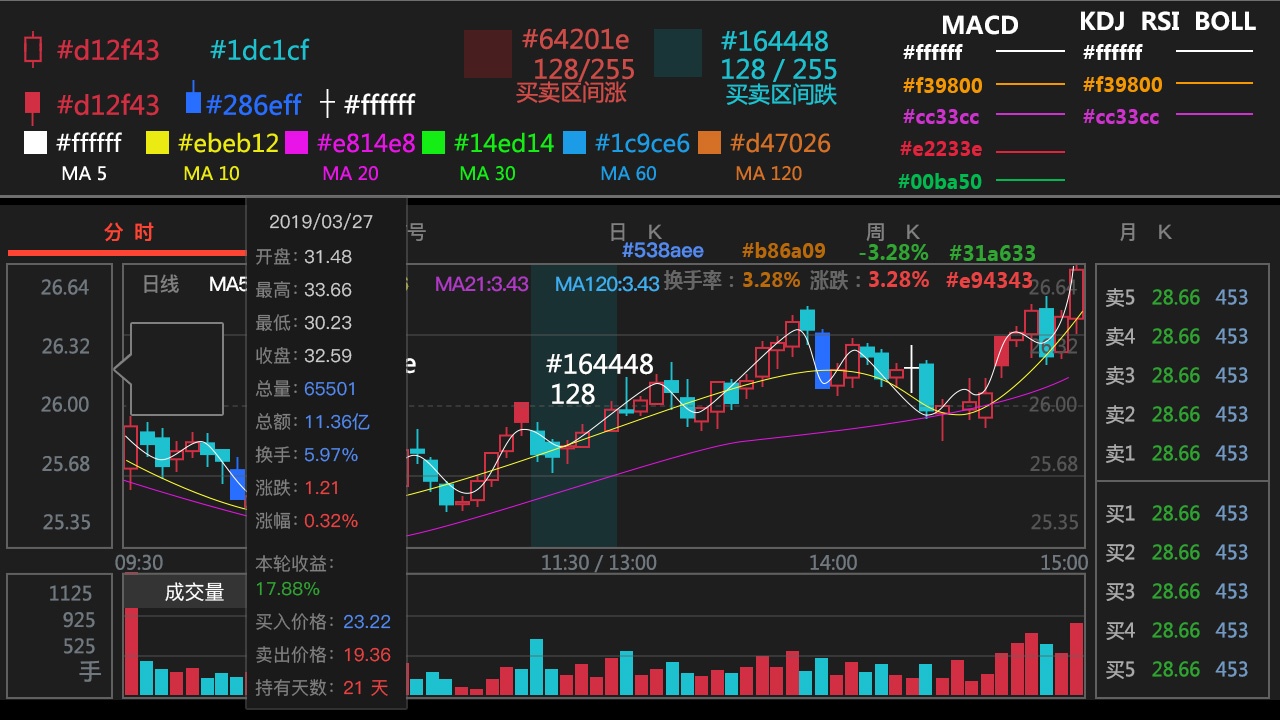 MACD KDJ RSI BOLL
#d12f43 #1dc1cf #64201e #164448
128/255 128 / 255
买卖区间涨 买卖区间跌
#ffffff #ffffff
#f39800 #f39800
#cc33cc #cc33cc
#e2233e
#00ba50
#d12f43 #286eff #ffffff
#ffffff #ebeb12 #e814e8 #14ed14 #1c9ce6 #d47026
MA 5 MA 10 MA 20 MA 30 MA 60 MA 120
分时 号 日 K 周 K 月 K
#538aee #b86a09 -3.28% #31a633
日线 MA5 MA21:3.43 MA120:3.43 换手率：3.28% 涨跌：3.28% #e94343
26.64
26.32
26.00
25.68
25.35
2019/03/27
开盘：31.48
最高：33.66
最低：30.23
收盘：32.59
总量：65501
总额：11.36亿
换手：5.97%
涨跌：1.21
涨幅：0.32%
本轮收益：
17.88%
买入价格：23.22
卖出价格：19.36
持有天数：21 天
e #164448
128
26.64
26.32
26.00
25.68
25.35
09:30 11:30 / 13:00 14:00 15:00
成交量
1125
925
525
手
卖5 28.66 453
卖4 28.66 453
卖3 28.66 453
卖2 28.66 453
卖1 28.66 453
买1 28.66 453
买2 28.66 453
买3 28.66 453
买4 28.66 453
买5 28.66 453